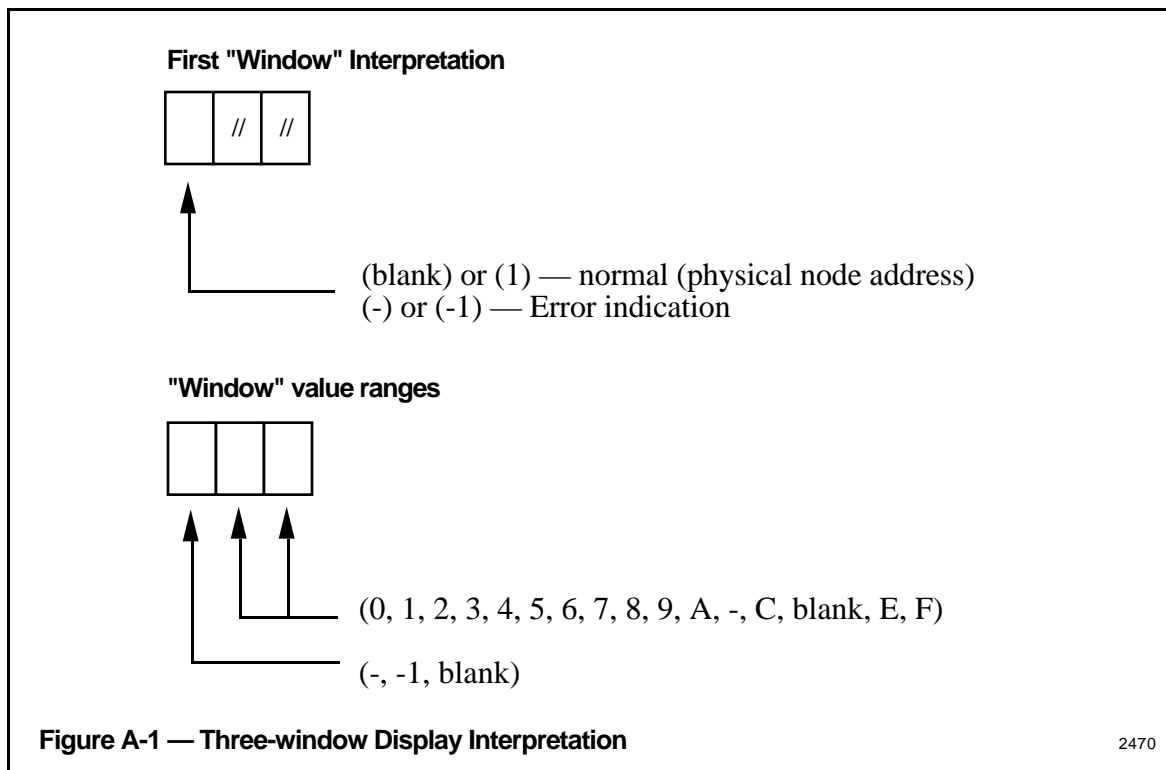 First "Window" Interpretation
// //
(blank) or (1) — normal (physical node address)
(-) or (-1) — Error indication
"Window" value ranges
(0, 1, 2, 3, 4, 5, 6, 7, 8, 9, A, -, C, blank, E, F)
(-, -1, blank)
Figure A-1 — Three-window Display Interpretation 2470